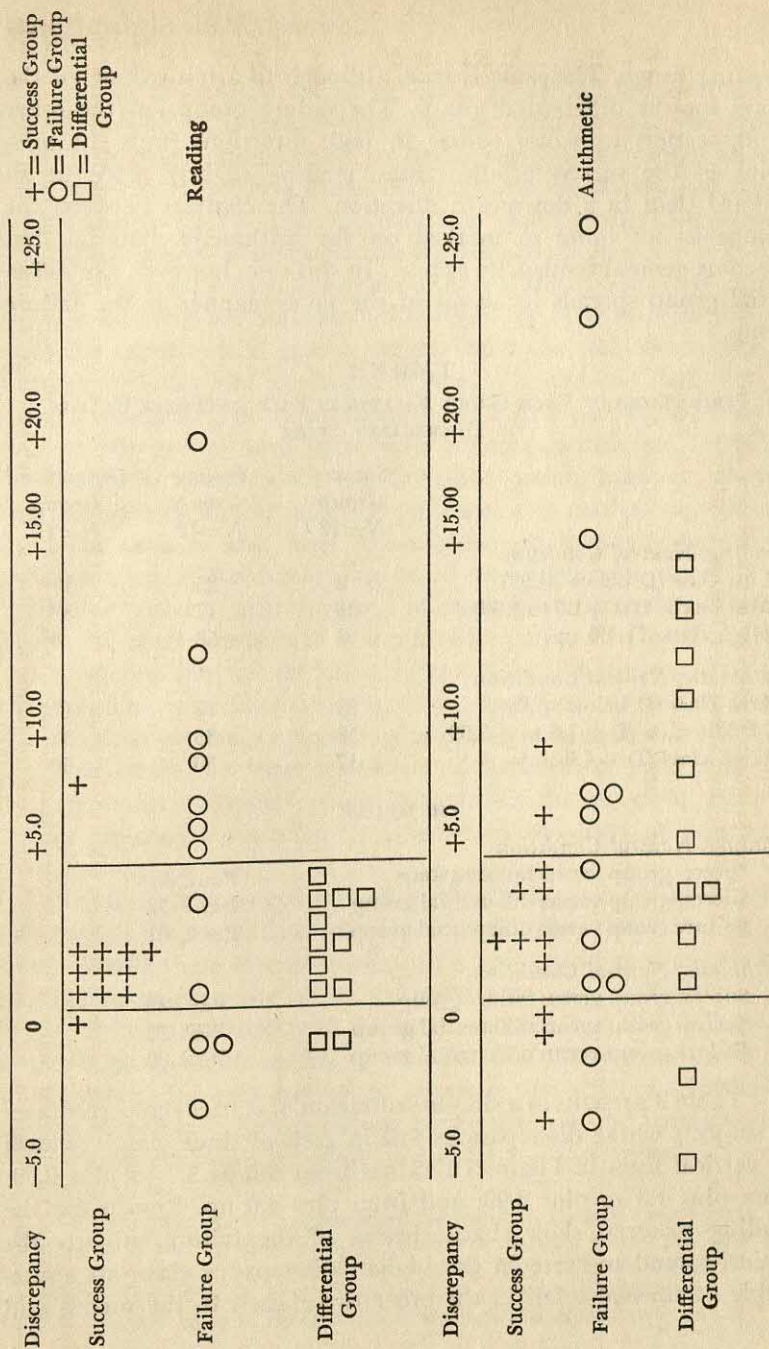 + = Success Group
○ = Failure Group
□ = Differential
Group
Discrepancy −5.0 0 +5.0 +10.0 +15.00 +20.0 +25.0
Success Group
Failure Group
Reading
Differential
Group
Discrepancy −5.0 0 +5.0 +10.0 +15.00 +20.0 +25.0
Success Group
Failure Group
Arithmetic
Differential
Group